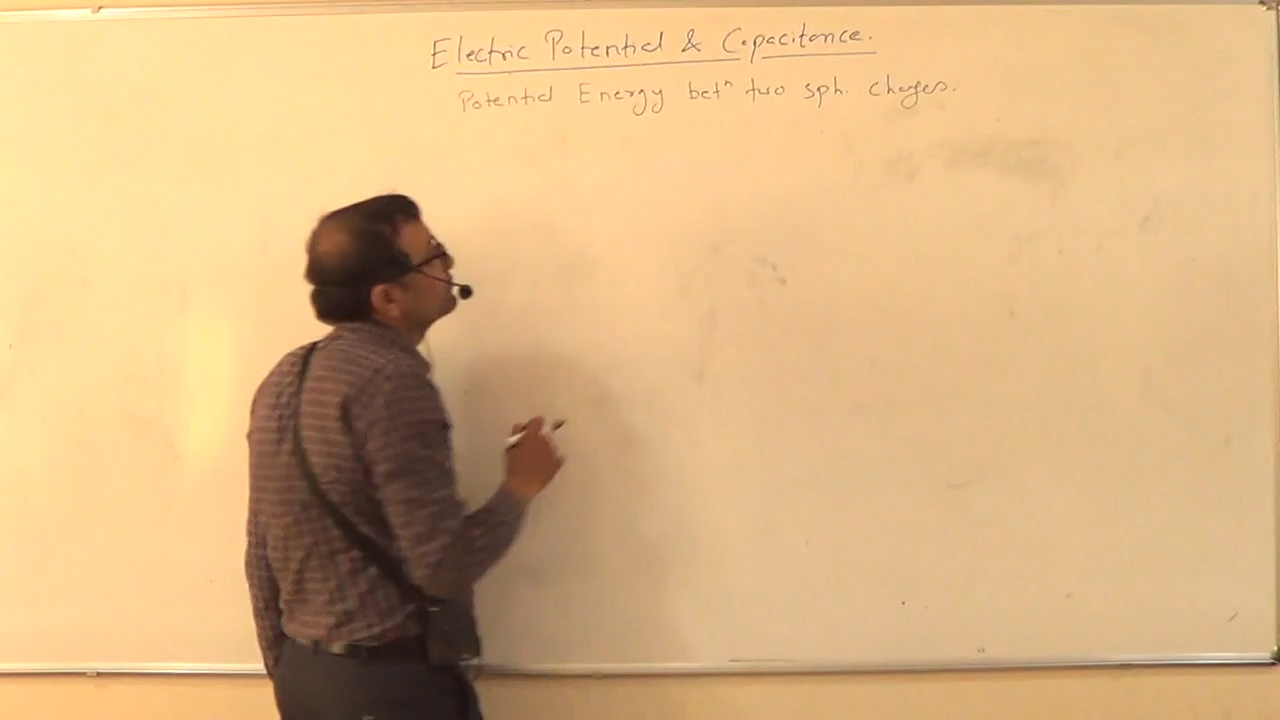 Electric Potential & Capacitance.
Potential Energy betⁿ two sph. charges.